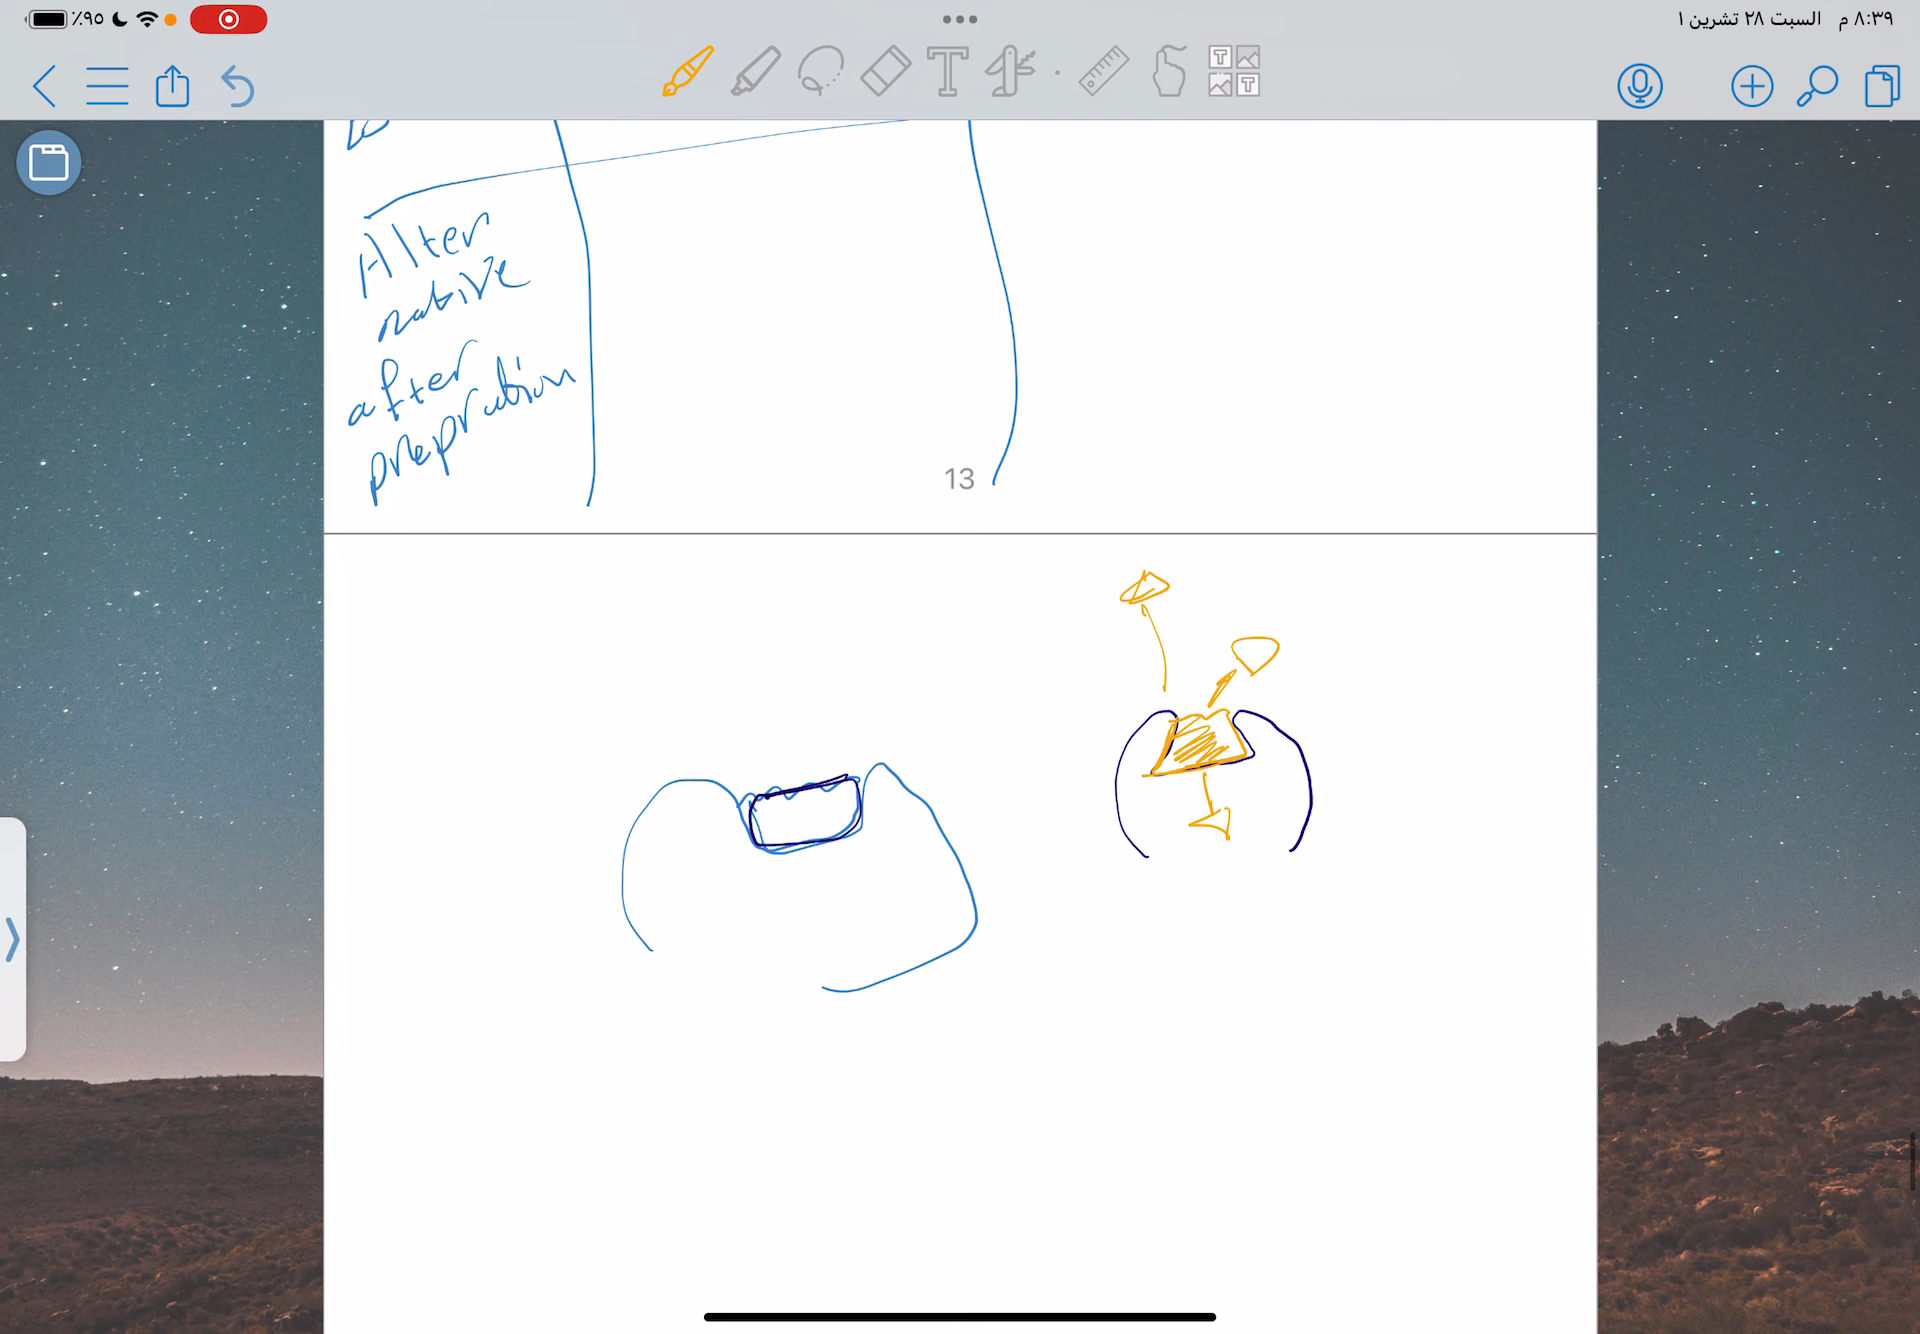 ٪٩٥
٨:٣٩ م السبت ٢٨ تشرين ١
Alter
native
after
prepration
13